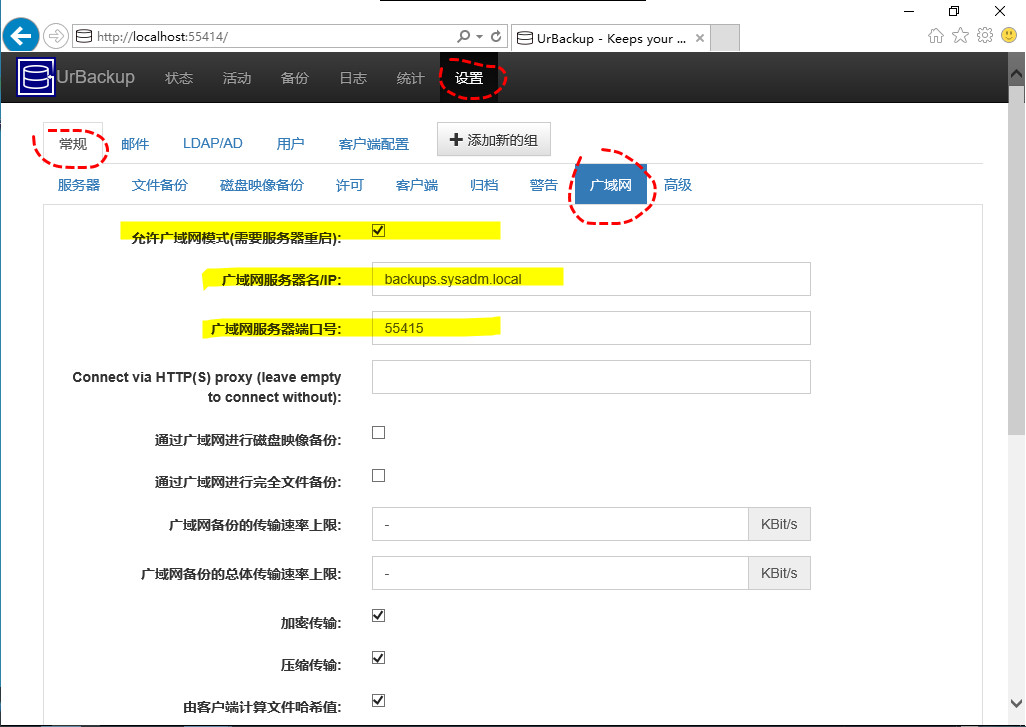 http://localhost:55414/
UrBackup - Keeps your ...
UrBackup 状态 活动 备份 日志 统计 设置
常规 邮件 LDAP/AD 用户 客户端配置 添加新的组
服务器 文件备份 磁盘映像备份 许可 客户端 归档 警告 广域网 高级
允许广域网模式(需要服务器重启):
广域网服务器名/IP: backups.sysadm.local
广域网服务器端口号: 55415
Connect via HTTP(S) proxy (leave empty
to connect without):
通过广域网进行磁盘映像备份:
通过广域网进行完全文件备份:
广域网备份的传输速率上限: - KBit/s
广域网备份的总体传输速率上限: - KBit/s
加密传输:
压缩传输:
由客户端计算文件哈希值: